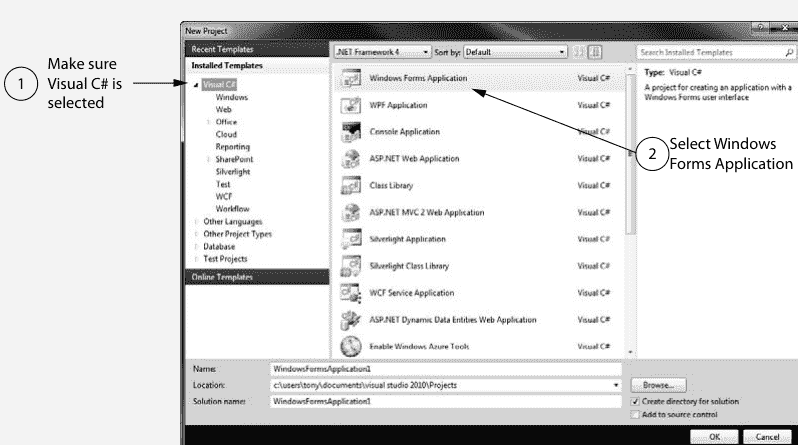 New Project
Recent Templates
Installed Templates
Visual C#
Windows
Web
Office
Cloud
Reporting
SharePoint
Silverlight
Test
WCF
Workflow
Other Languages
Other Project Types
Database
Test Projects
Online Templates
.NET Framework 4 Sort by: Default
Windows Forms Application Visual C#
WPF Application Visual C#
Console Application Visual C#
ASP.NET Web Application Visual C#
Class Library Visual C#
ASP.NET MVC 2 Web Application Visual C#
Silverlight Application Visual C#
Silverlight Class Library Visual C#
WCF Service Application Visual C#
ASP.NET Dynamic Data Entities Web Application Visual C#
Enable Windows Azure Tools Visual C#
Search Installed Templates
Type: Visual C#
A project for creating an application with a
Windows Forms user interface
Name: WindowsFormsApplication1
Location: c:\users\tony\documents\visual studio 2010\Projects
Solution name: WindowsFormsApplication1
Browse...
Create directory for solution
Add to source control
OK Cancel
1
Make sure
Visual C# is
selected
2
Select Windows
Forms Application